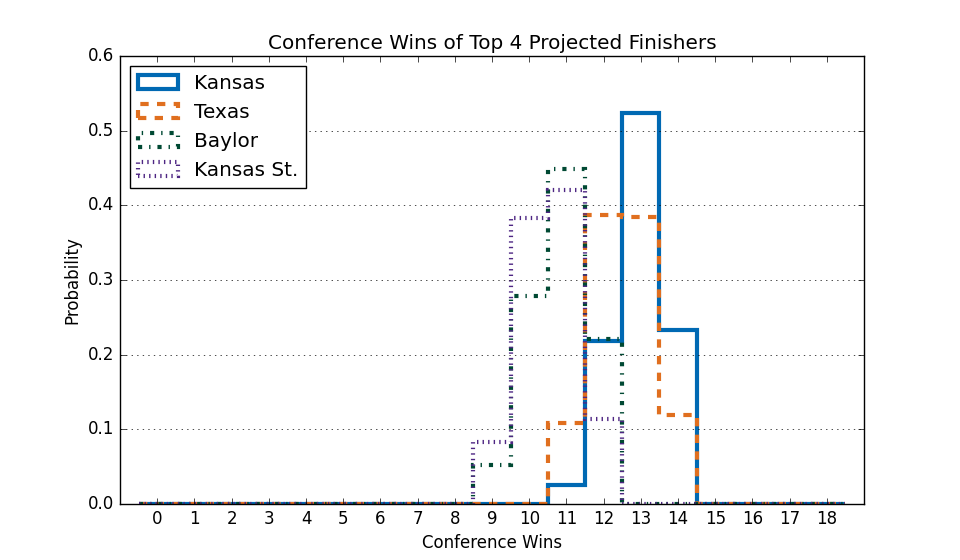 Conference Wins of Top 4 Projected Finishers
0.6
Kansas
Texas
Baylor
Kansas St.
0.5
0.4
0.3
0.2
0.1
0.0
Probability
0 1 2 3 4 5 6 7 8 9 10 11 12 13 14 15 16 17 18
Conference Wins